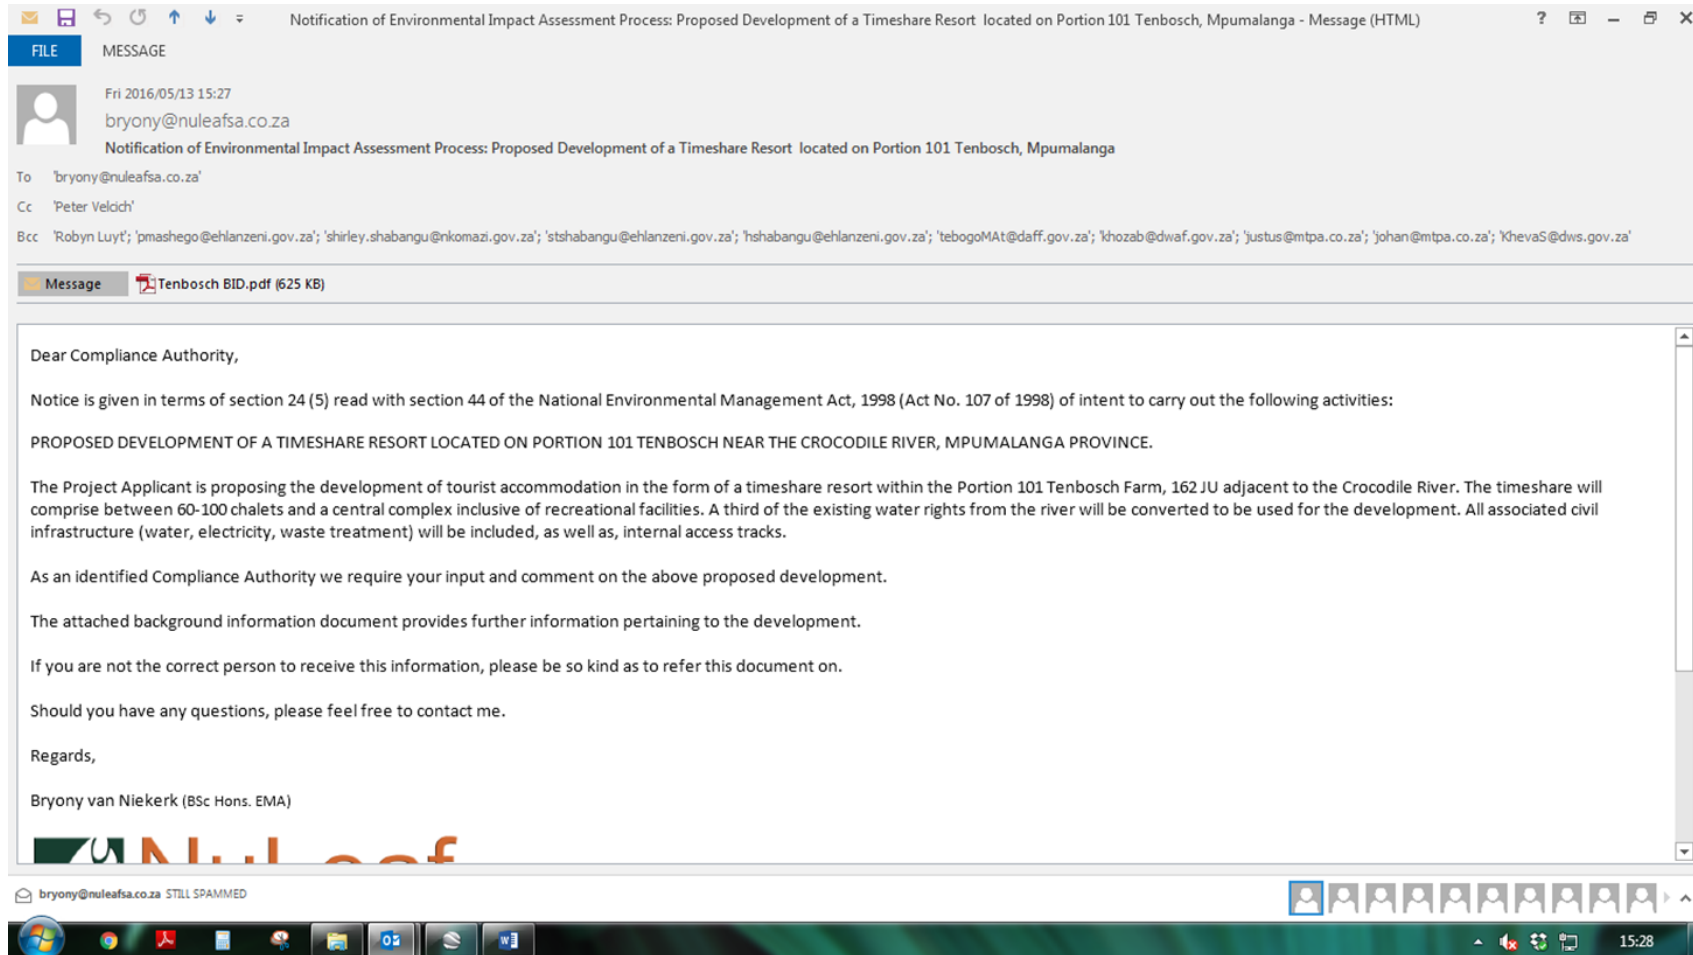 Notification of Environmental Impact Assessment Process: Proposed Development of a Timeshare Resort  located on Portion 101 Tenbosch, Mpumalanga - Message (HTML)
FILE MESSAGE
Fri 2016/05/13 15:27
bryony@nuleafsa.co.za
Notification of Environmental Impact Assessment Process: Proposed Development of a Timeshare Resort  located on Portion 101 Tenbosch, Mpumalanga
To 'bryony@nuleafsa.co.za'
Cc 'Peter Velcich'
Bcc 'Robyn Luyt'; 'pmashego@ehlanzeni.gov.za'; 'shirley.shabangu@nkomazi.gov.za'; 'stshabangu@ehlanzeni.gov.za'; 'hshabangu@ehlanzeni.gov.za'; 'tebogoMAt@daff.gov.za'; 'khozab@dwaf.gov.za'; 'justus@mtpa.co.za'; 'johan@mtpa.co.za'; 'KhevaS@dws.gov.za'
Message Tenbosch BID.pdf (625 KB)
Dear Compliance Authority,
Notice is given in terms of section 24 (5) read with section 44 of the National Environmental Management Act, 1998 (Act No. 107 of 1998) of intent to carry out the following activities:
PROPOSED DEVELOPMENT OF A TIMESHARE RESORT LOCATED ON PORTION 101 TENBOSCH NEAR THE CROCODILE RIVER, MPUMALANGA PROVINCE.
The Project Applicant is proposing the development of tourist accommodation in the form of a timeshare resort within the Portion 101 Tenbosch Farm, 162 JU adjacent to the Crocodile River. The timeshare will
comprise between 60-100 chalets and a central complex inclusive of recreational facilities. A third of the existing water rights from the river will be converted to be used for the development. All associated civil
infrastructure (water, electricity, waste treatment) will be included, as well as, internal access tracks.
As an identified Compliance Authority we require your input and comment on the above proposed development.
The attached background information document provides further information pertaining to the development.
If you are not the correct person to receive this information, please be so kind as to refer this document on.
Should you have any questions, please feel free to contact me.
Regards,
Bryony van Niekerk (BSc Hons. EMA)
NuLeaf
bryony@nuleafsa.co.za STILL SPAMMED
15:28